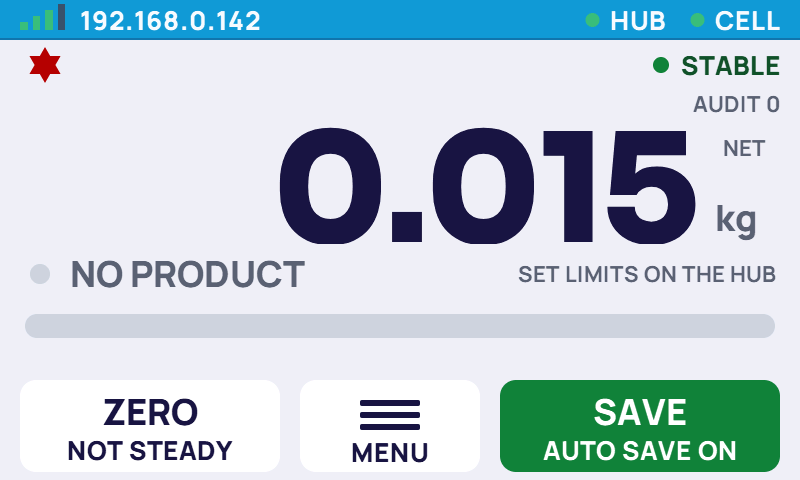 192.168.0.142
HUB
CELL
STABLE
AUDIT 0
NET
0.015 kg
NO PRODUCT
SET LIMITS ON THE HUB
ZERO
NOT STEADY
MENU
SAVE
AUTO SAVE ON